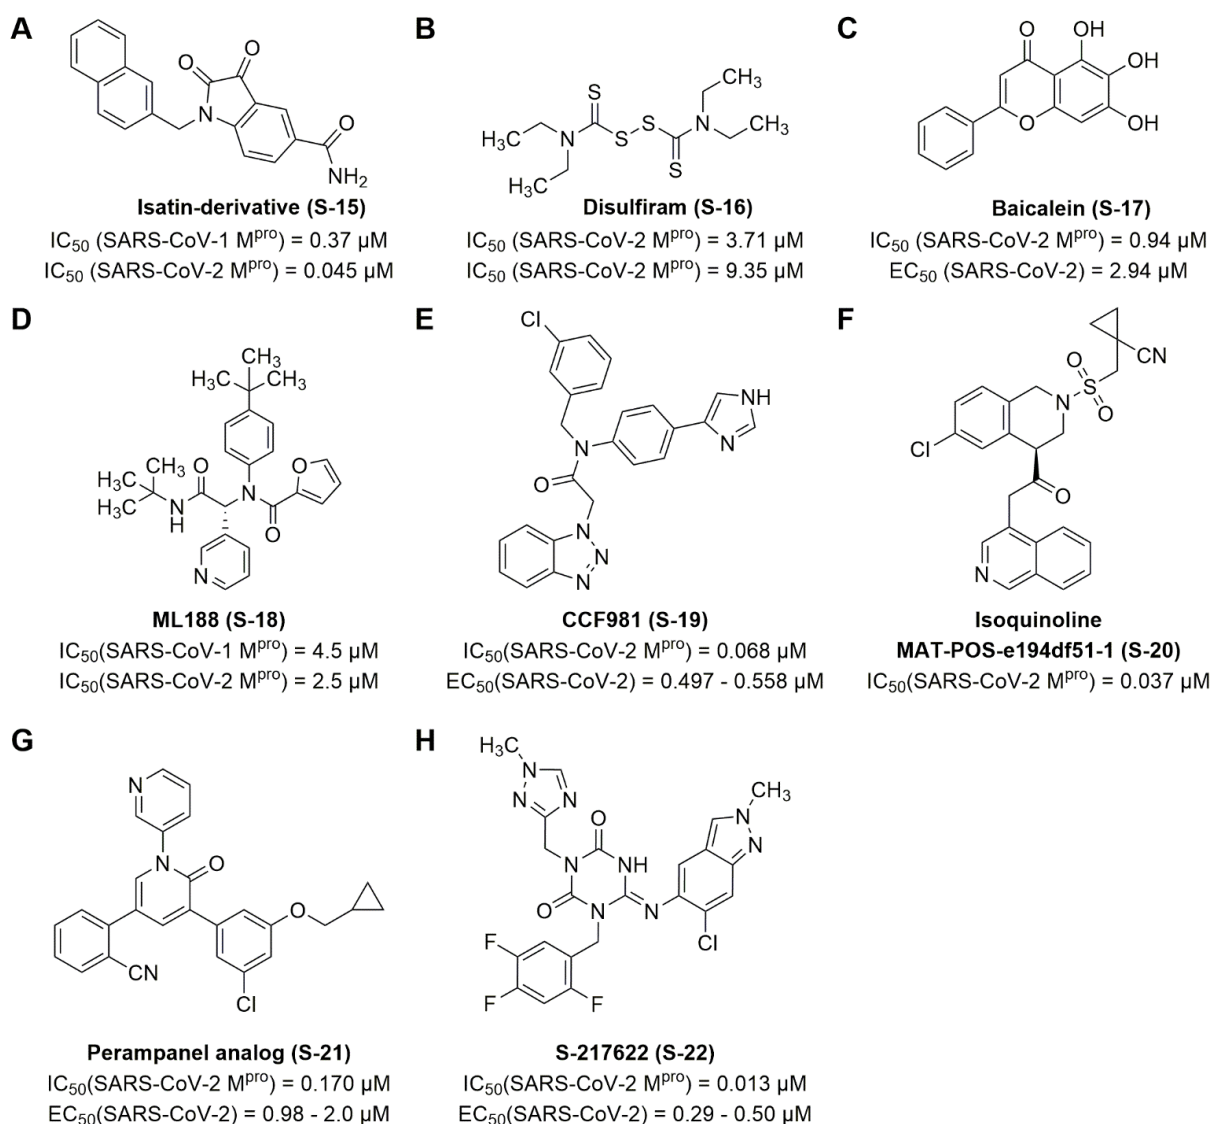 A
O
O
N
O
NH2
Isatin-derivative (S-15)
IC50 (SARS-CoV-1 Mpro) = 0.37 µM
IC50 (SARS-CoV-2 Mpro) = 0.045 µM
B
CH3
S
N
CH3
S
S
H3C
N
S
H3C
Disulfiram (S-16)
IC50 (SARS-CoV-2 Mpro) = 3.71 µM
IC50 (SARS-CoV-2 Mpro) = 9.35 µM
C
O
OH
OH
O
OH
Baicalein (S-17)
IC50 (SARS-CoV-2 Mpro) = 0.94 µM
EC50 (SARS-CoV-2) = 2.94 µM
D
CH3
H3C
CH3
CH3
O
O
H3C
N
H3C
N
H
O
N
ML188 (S-18)
IC50(SARS-CoV-1 Mpro) = 4.5 µM
IC50(SARS-CoV-2 Mpro) = 2.5 µM
E
Cl
NH
N
N
O
N
N
N
CCF981 (S-19)
IC50(SARS-CoV-2 Mpro) = 0.068 µM
EC50(SARS-CoV-2) = 0.497 - 0.558 µM
F
CN
O
S
N
O
Cl
O
N
Isoquinoline
MAT-POS-e194df51-1 (S-20)
IC50(SARS-CoV-2 Mpro) = 0.037 µM
G
N
N
O
O
CN
Cl
Perampanel analog (S-21)
IC50(SARS-CoV-2 Mpro) = 0.170 µM
EC50(SARS-CoV-2) = 0.98 - 2.0 µM
H
H3C
N
N
N
CH3
N
O
N
N
NH
O
N
N
F
Cl
F
F
S-217622 (S-22)
IC50(SARS-CoV-2 Mpro) = 0.013 µM
EC50(SARS-CoV-2) = 0.29 - 0.50 µM